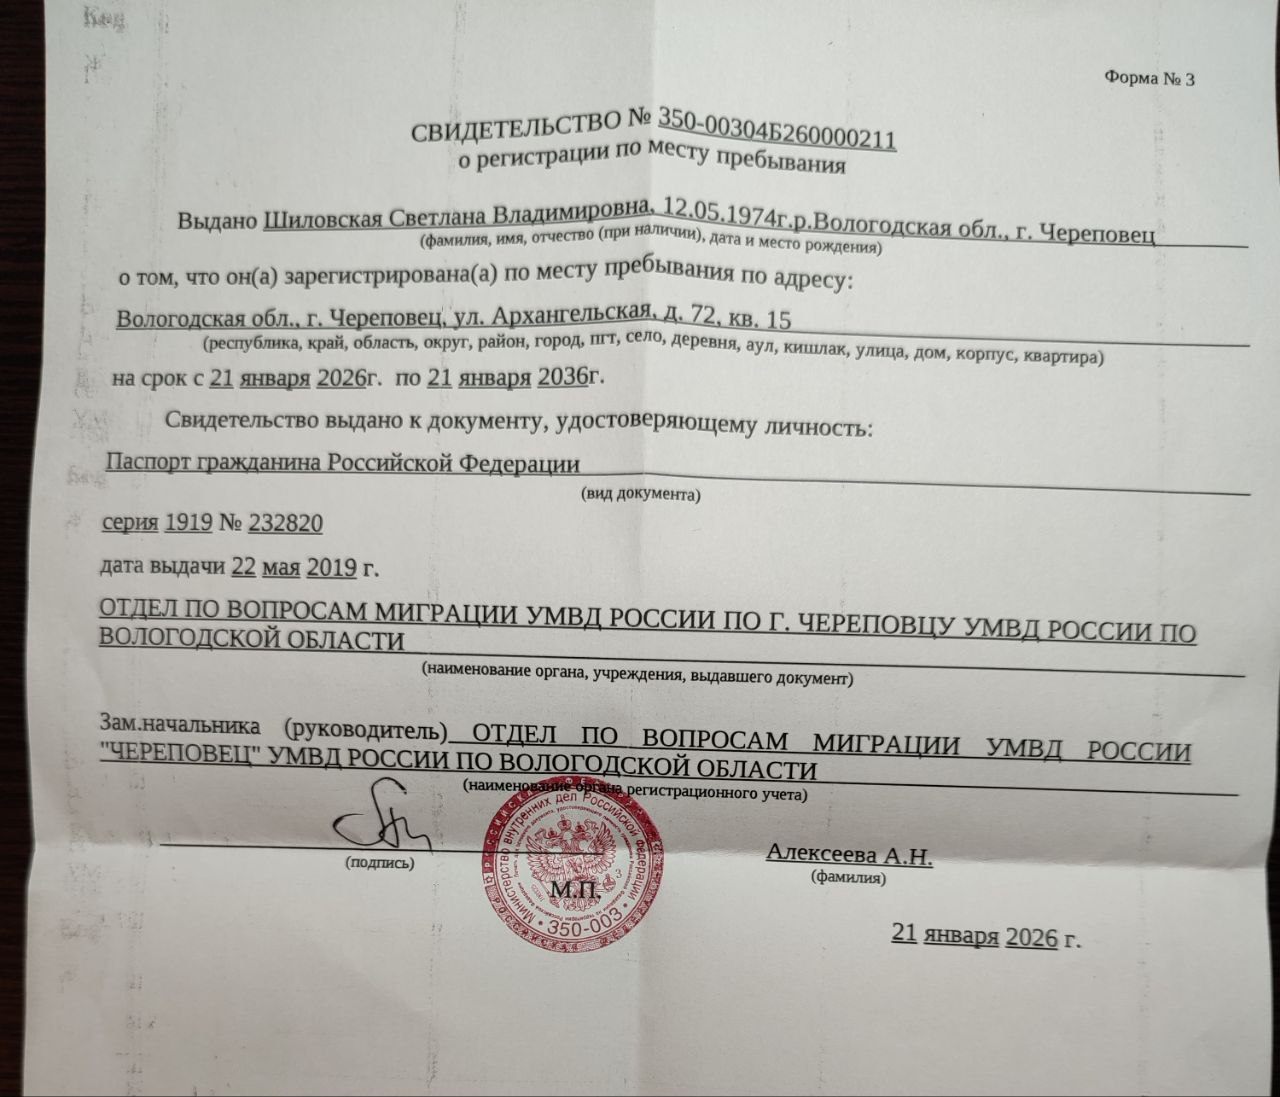 Форма № 3
СВИДЕТЕЛЬСТВО № 350-00304Б260000211
о регистрации по месту пребывания
Выдано Шиловская Светлана Владимировна, 12.05.1974г.р.Вологодская обл., г. Череповец
(фамилия, имя, отчество (при наличии), дата и место рождения)
о том, что он(а) зарегистрирована(а) по месту пребывания по адресу:
Вологодская обл., г. Череповец, ул. Архангельская, д. 72, кв. 15
(республика, край, область, округ, район, город, пгт, село, деревня, аул, кишлак, улица, дом, корпус, квартира)
на срок с 21 января 2026г. по 21 января 2036г.
Свидетельство выдано к документу, удостоверяющему личность:
Паспорт гражданина Российской Федерации
(вид документа)
серия 1919 № 232820
дата выдачи 22 мая 2019 г.
ОТДЕЛ ПО ВОПРОСАМ МИГРАЦИИ УМВД РОССИИ ПО Г. ЧЕРЕПОВЦУ УМВД РОССИИ ПО
ВОЛОГОДСКОЙ ОБЛАСТИ
(наименование органа, учреждения, выдавшего документ)
Зам.начальника (руководитель) ОТДЕЛ ПО ВОПРОСАМ МИГРАЦИИ УМВД РОССИИ
"ЧЕРЕПОВЕЦ" УМВД РОССИИ ПО ВОЛОГОДСКОЙ ОБЛАСТИ
(наименование органа регистрационного учета)
Министерство внутренних дел Российской Федерации
350-003
М.П.
(подпись)
Алексеева А.Н.
(фамилия)
21 января 2026 г.